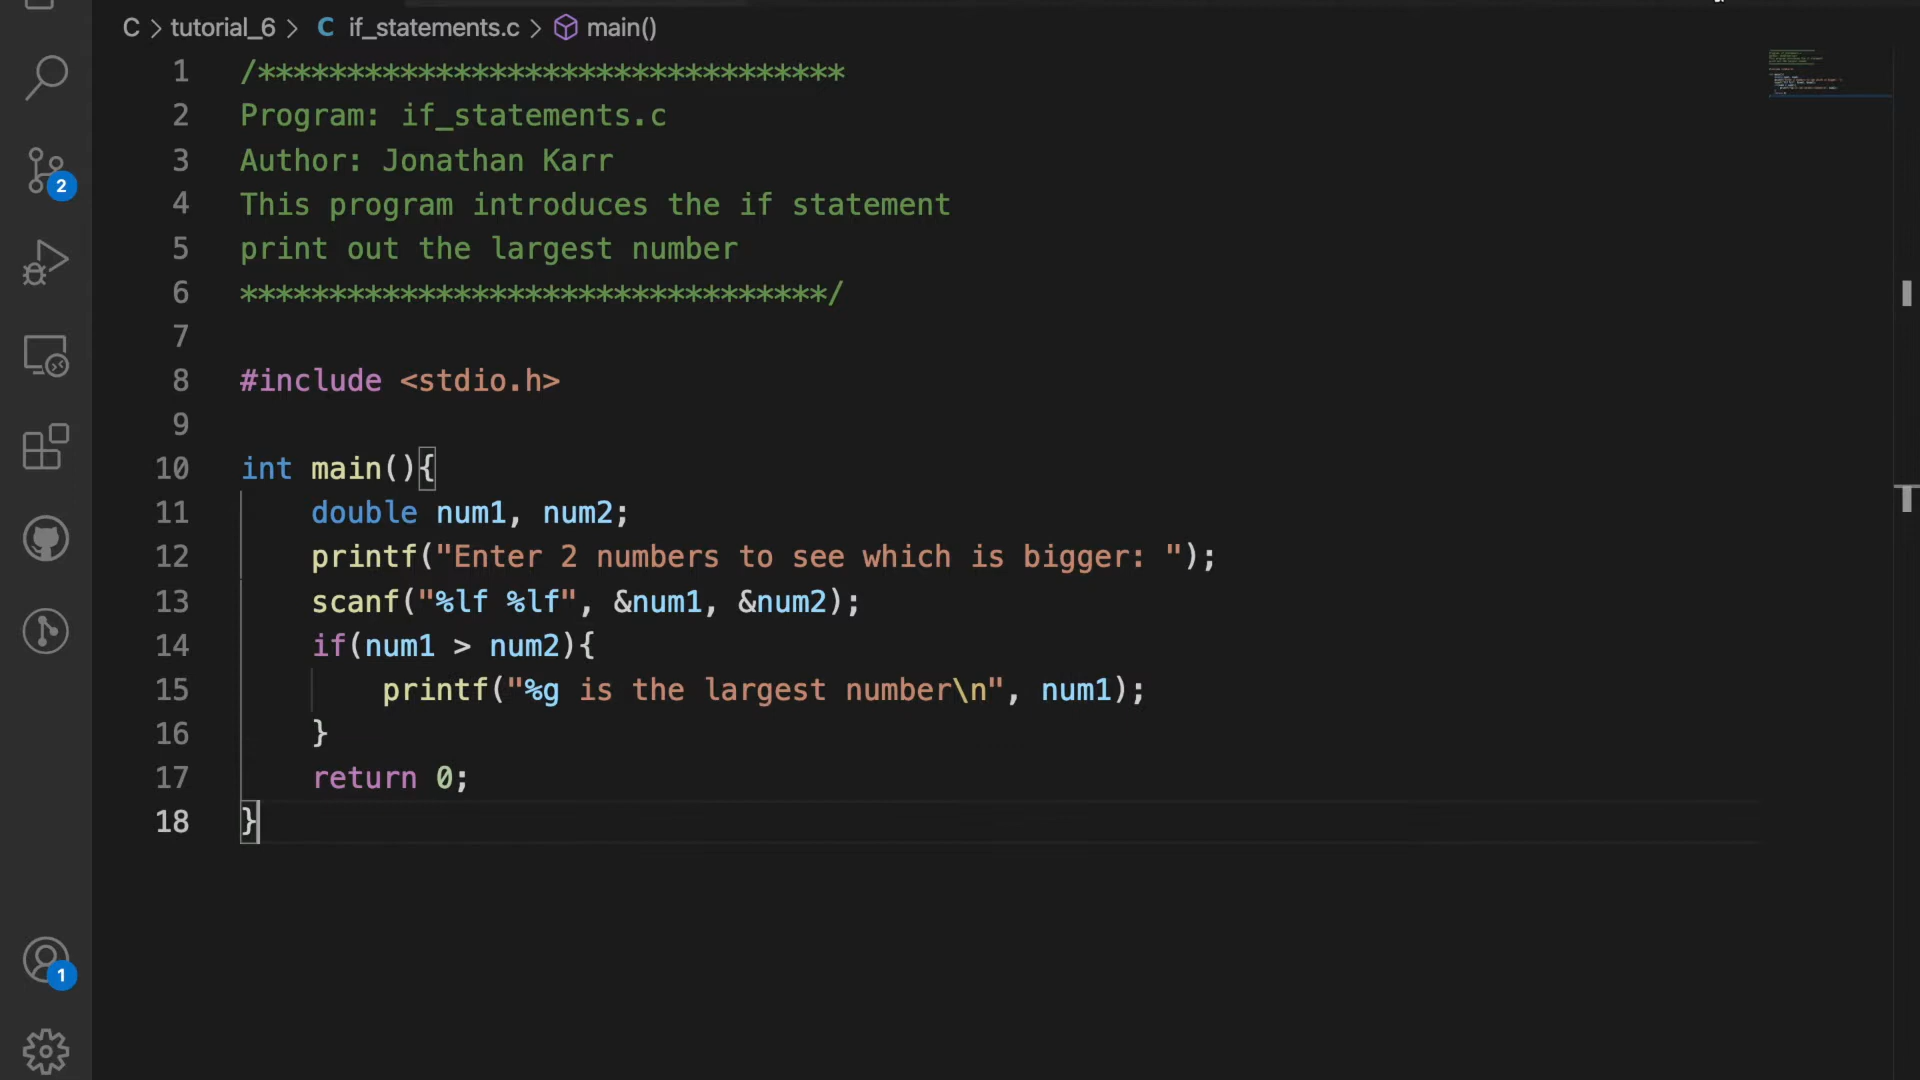 C > tutorial_6 > C if_statements.c > main()
1 /*********************************
2 Program: if_statements.c
3 Author: Jonathan Karr
4 This program introduces the if statement
5 print out the largest number
6 *********************************/
7
8 #include <stdio.h>
9
10 int main(){
11 double num1, num2;
12 printf("Enter 2 numbers to see which is bigger: ");
13 scanf("%lf %lf", &num1, &num2);
14 if(num1 > num2){
15 printf("%g is the largest number\n", num1);
16 }
17 return 0;
18 }
2
1